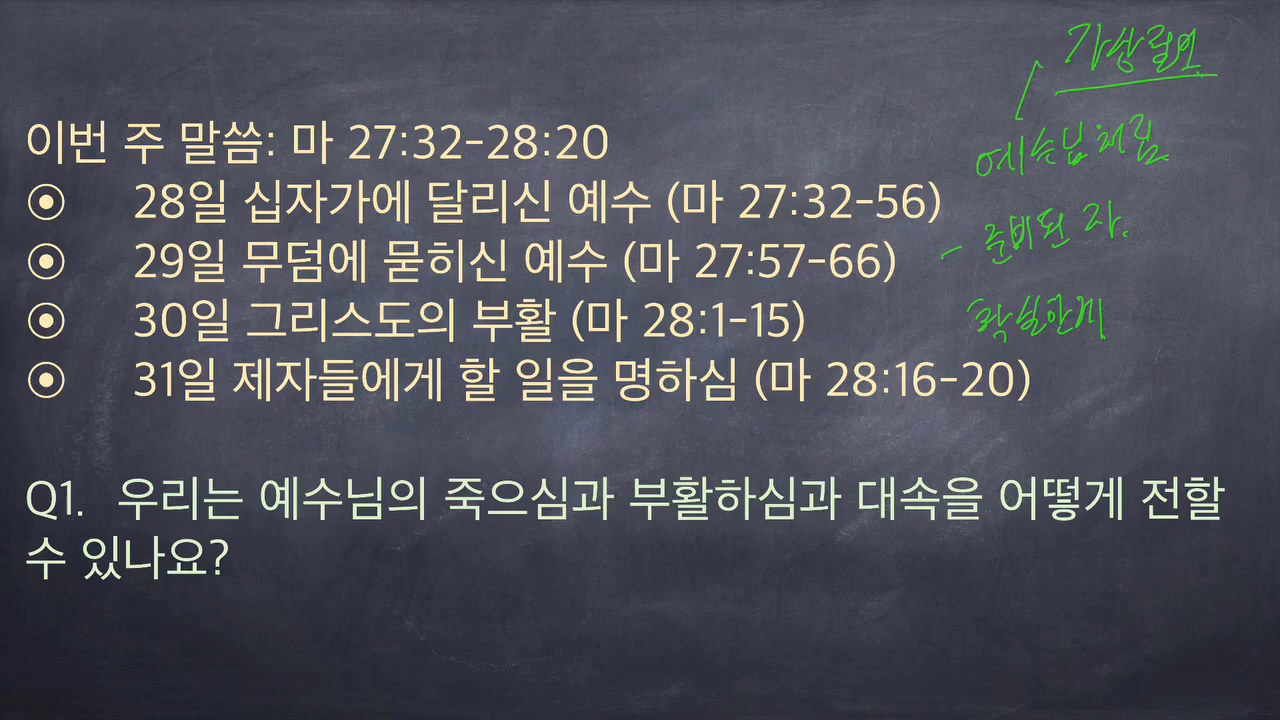 이번 주 말씀: 마 27:32-28:20
⦿ 28일 십자가에 달리신 예수 (마 27:32-56)
⦿ 29일 무덤에 묻히신 예수 (마 27:57-66)
⦿ 30일 그리스도의 부활 (마 28:1-15)
⦿ 31일 제자들에게 할 일을 명하심 (마 28:16-20)
Q1. 우리는 예수님의 죽으심과 부활하심과 대속을 어떻게 전할
수 있나요?
가상칠언
예수님처럼
- 준비된 자.
확실한게